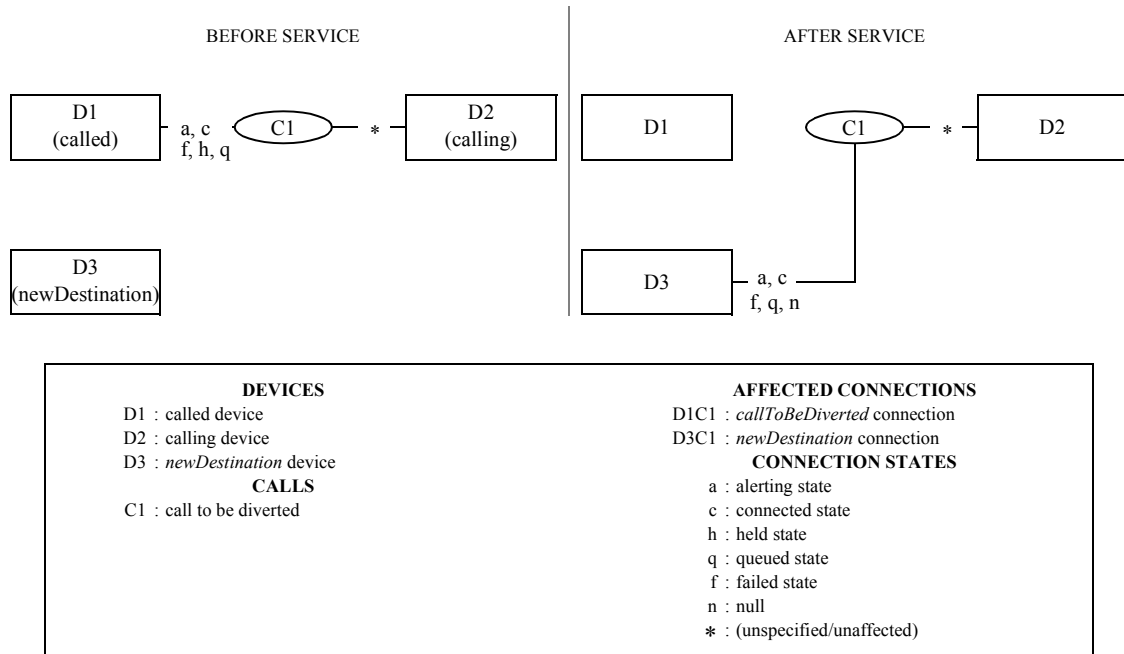 BEFORE SERVICE
AFTER SERVICE
D1
(called)
a, c
f, h, q
C1
*
D2
(calling)
D3
(newDestination)
D1
C1
*
D2
D3
a, c
f, q, n
DEVICES
D1 : called device
D2 : calling device
D3 : newDestination device
CALLS
C1 : call to be diverted
AFFECTED CONNECTIONS
D1C1 : callToBeDiverted connection
D3C1 : newDestination connection
CONNECTION STATES
a : alerting state
c : connected state
h : held state
q : queued state
f : failed state
n : null
* : (unspecified/unaffected)